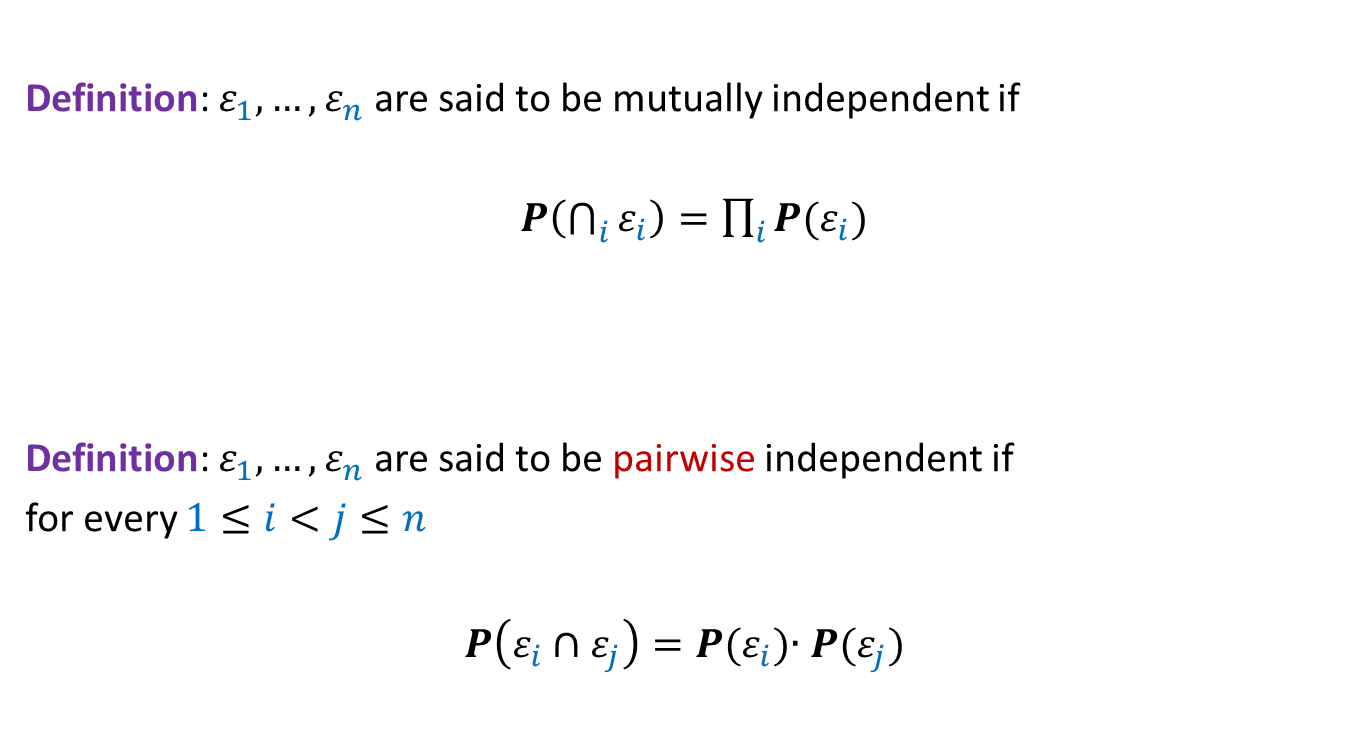 Definition: ε₁, … , εₙ are said to be mutually independent if
𝑷(∩ᵢ εᵢ) = ∏ᵢ 𝑷(εᵢ)
Definition: ε₁, … , εₙ are said to be pairwise independent if
for every 1 ≤ i < j ≤ n
𝑷(εᵢ ∩ εⱼ) = 𝑷(εᵢ)· 𝑷(εⱼ)